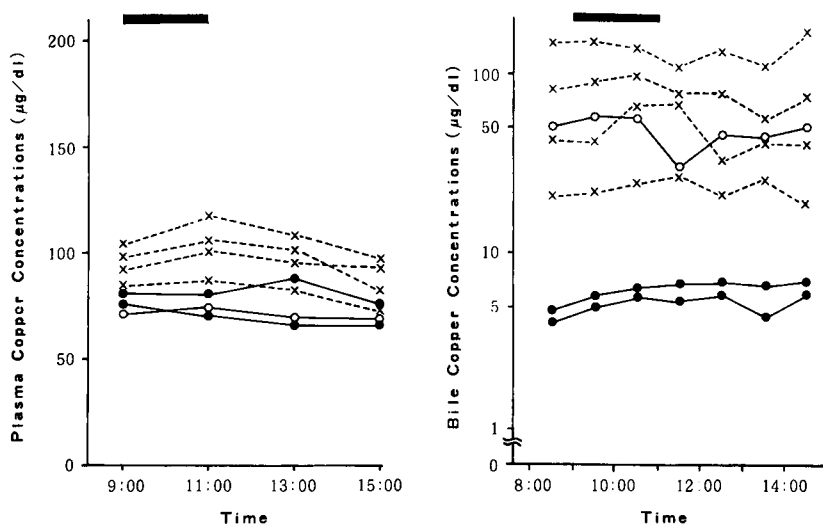 Plasma Copper Concentrations (μg/dl)
200
150
100
50
0
9:00 11:00 13:00 15:00
Time
Bile Copper Concentrations (μg/dl)
100
50
10
5
1
0
8:00 10:00 12:00 14:00
Time